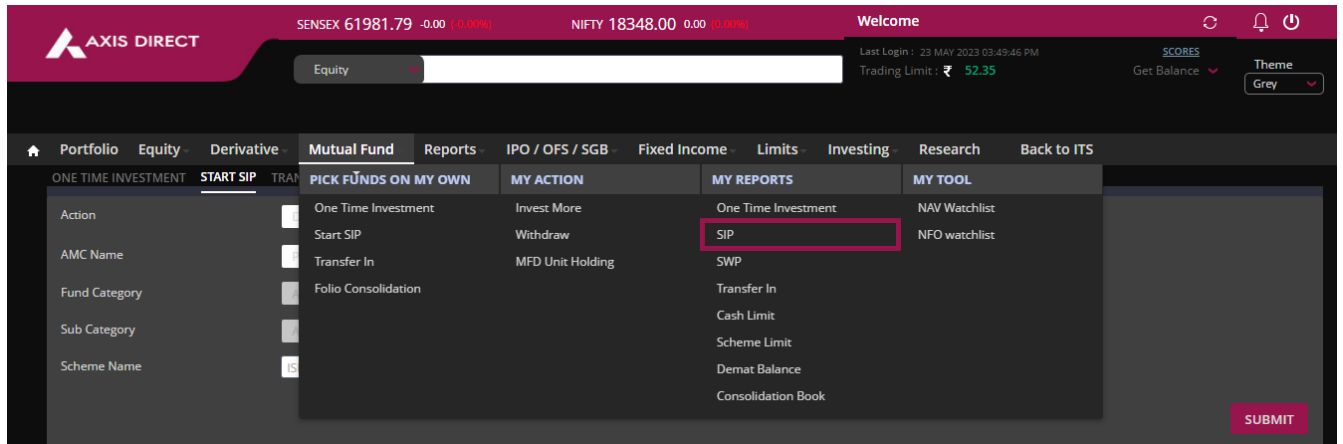 SENSEX 61981.79 -0.00 (-0.00%) NIFTY 18348.00 0.00 (0.00%) Welcome
AXIS DIRECT
Last Login : 23 MAY 2023 03:49:46 PM SCORES
Equity Trading Limit : ₹ 52.35 Get Balance
Theme
Grey
Portfolio Equity Derivative Mutual Fund Reports IPO / OFS / SGB Fixed Income Limits Investing Research Back to ITS
ONE TIME INVESTMENT START SIP TRAN PICK FUNDS ON MY OWN MY ACTION MY REPORTS MY TOOL
Action One Time Investment Invest More One Time Investment NAV Watchlist
Start SIP Withdraw SIP NFO watchlist
AMC Name Transfer In MFD Unit Holding SWP
Fund Category Folio Consolidation Transfer In
Sub Category Cash Limit
Scheme Limit
Scheme Name Demat Balance
Consolidation Book
SUBMIT